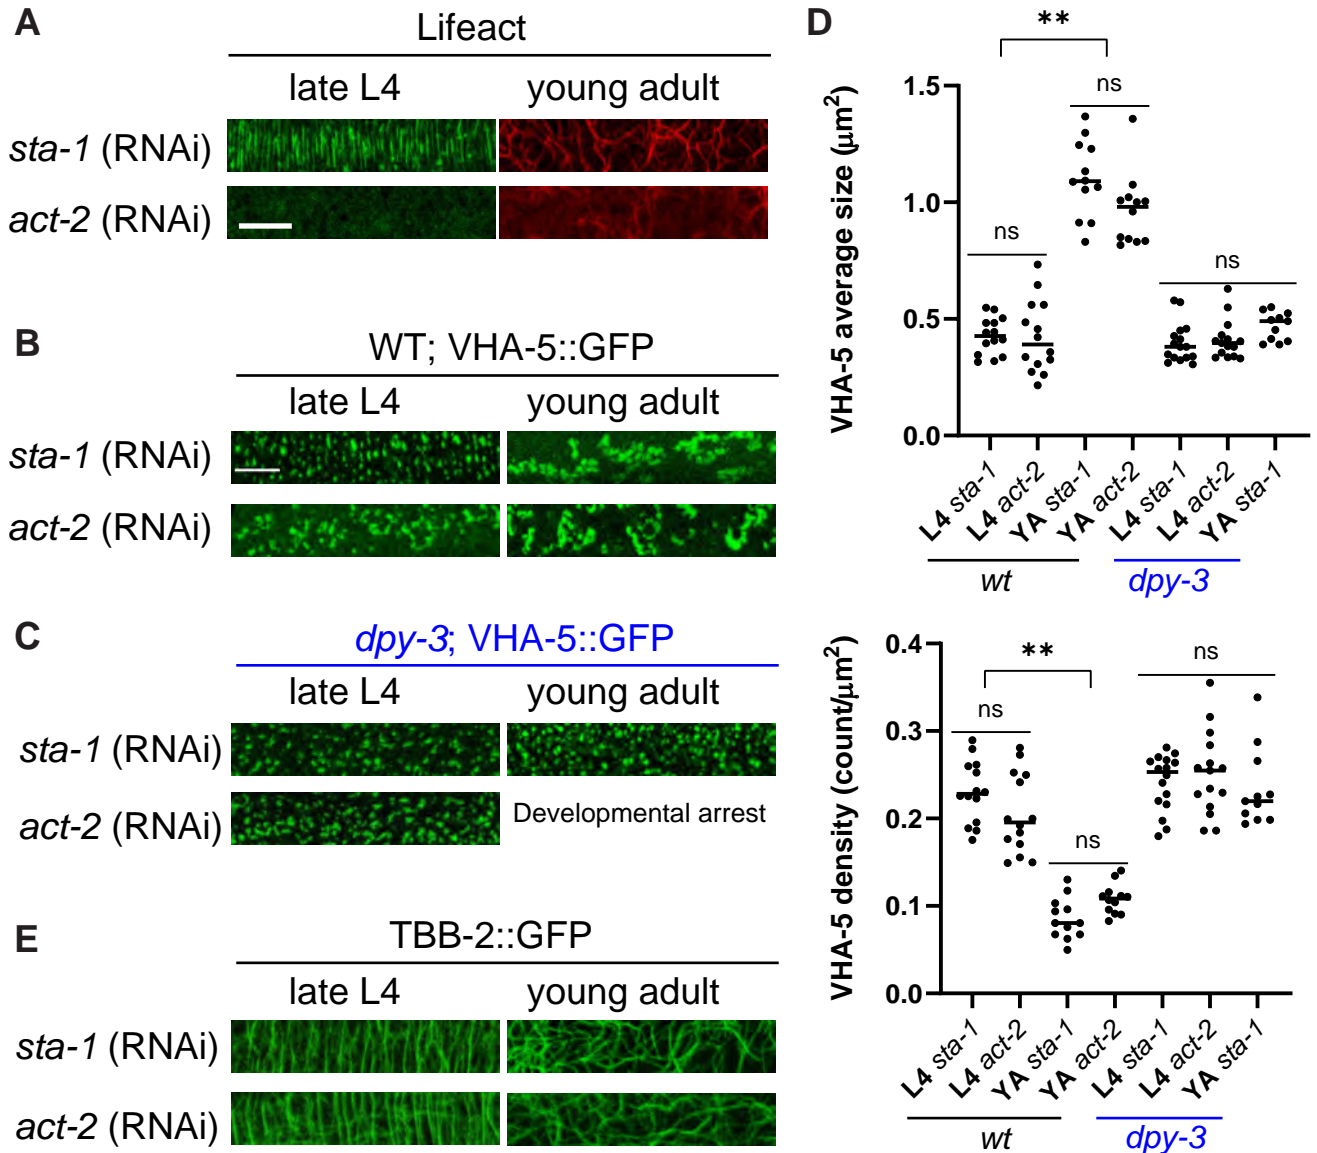 A
Lifeact
late L4 young adult
sta-1 (RNAi)
act-2 (RNAi)
B
WT; VHA-5::GFP
late L4 young adult
sta-1 (RNAi)
act-2 (RNAi)
C
dpy-3; VHA-5::GFP
late L4 young adult
sta-1 (RNAi)
act-2 (RNAi) Developmental arrest
E
TBB-2::GFP
late L4 young adult
sta-1 (RNAi)
act-2 (RNAi)
D
**
ns
ns
ns
VHA-5 average size (μm²)
1.5
1.0
0.5
0.0
L4 sta-1
L4 act-2
YA sta-1
YA act-2
L4 sta-1
L4 act-2
YA sta-1
wt dpy-3
**
ns
ns
ns
VHA-5 density (count/μm²)
0.4
0.3
0.2
0.1
0.0
L4 sta-1
L4 act-2
YA sta-1
YA act-2
L4 sta-1
L4 act-2
YA sta-1
wt dpy-3